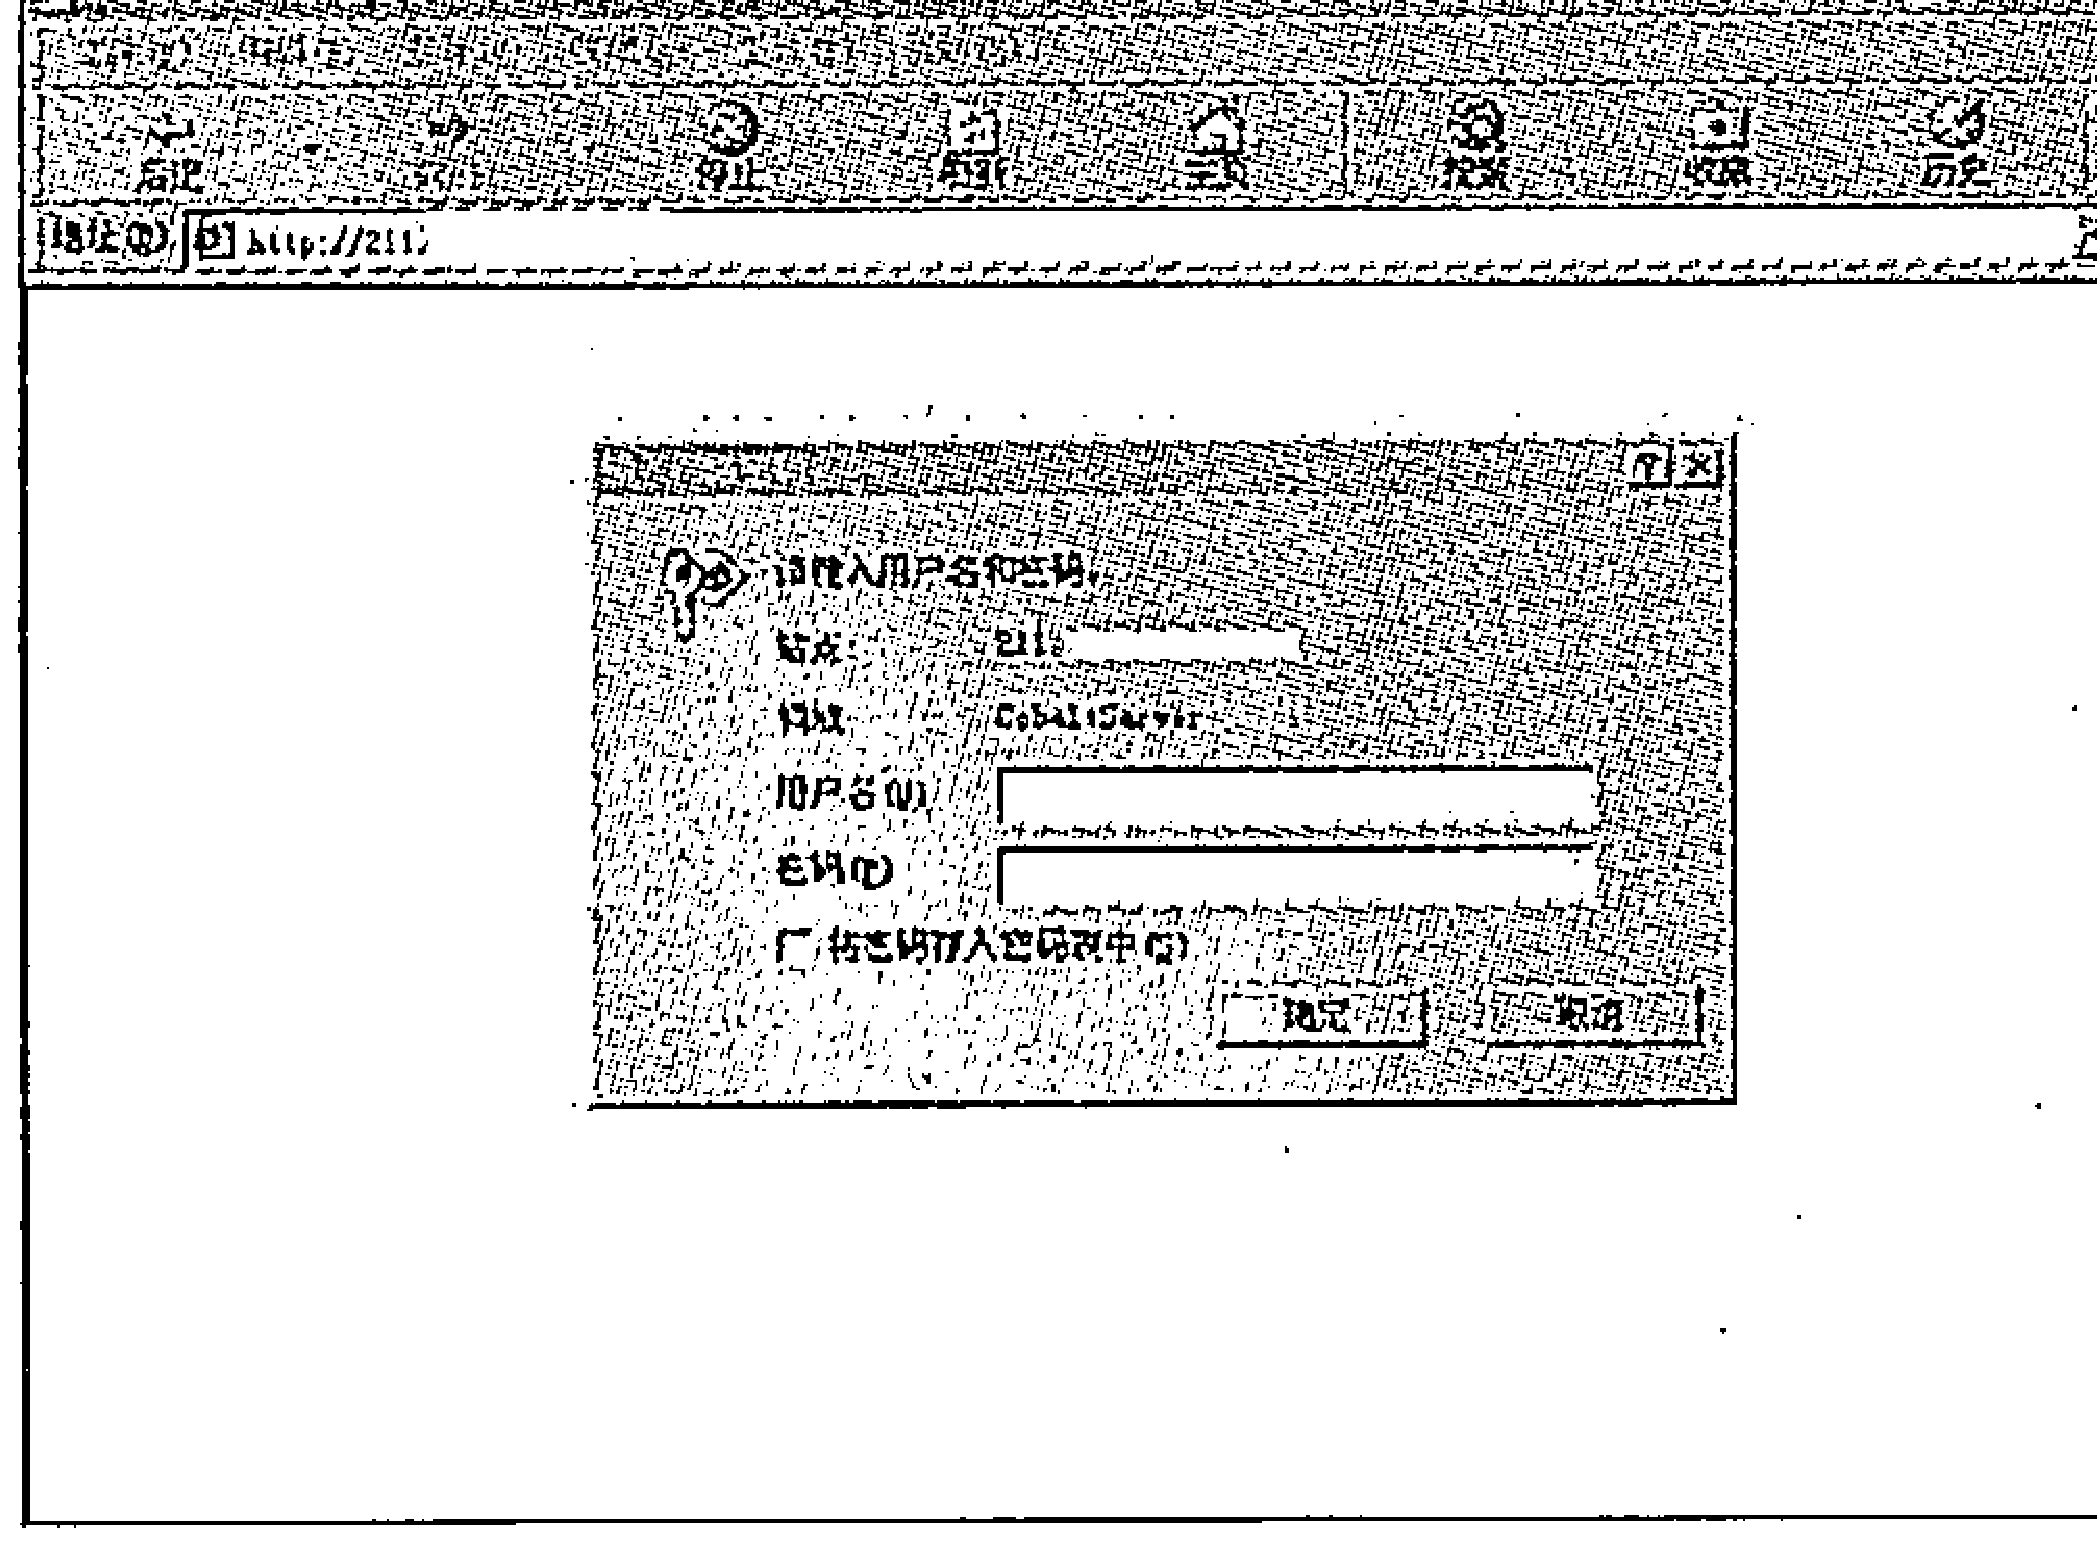 后退 停止 刷新 主页 搜索 收藏 历史
地址(D) http://211.
请键入用户名和密码。
站点: 211.
领域 CobaltServer
用户名(U)
密码(P)
将密码存入密码表中(S)
确定 取消